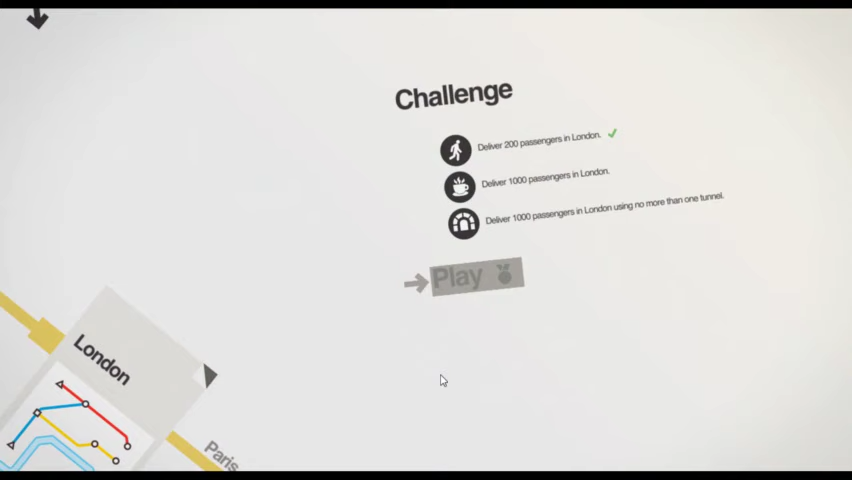 Challenge
Deliver 200 passengers in London.
Deliver 1000 passengers in London.
Deliver 1000 passengers in London using no more than one tunnel.
Play
London
Paris